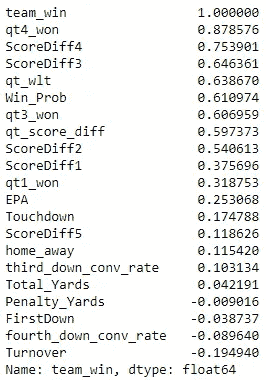 team_win 1.000000
qt4_won 0.878576
ScoreDiff4 0.753901
ScoreDiff3 0.646361
qt_wlt 0.638670
Win_Prob 0.610974
qt3_won 0.606959
qt_score_diff 0.597373
ScoreDiff2 0.540613
ScoreDiff1 0.375696
qt1_won 0.318753
EPA 0.253068
Touchdown 0.174788
ScoreDiff5 0.118626
home_away 0.115420
third_down_conv_rate 0.103134
Total_Yards 0.042191
Penalty_Yards -0.009016
FirstDown -0.038737
fourth_down_conv_rate -0.089640
Turnover -0.194940
Name: team_win, dtype: float64